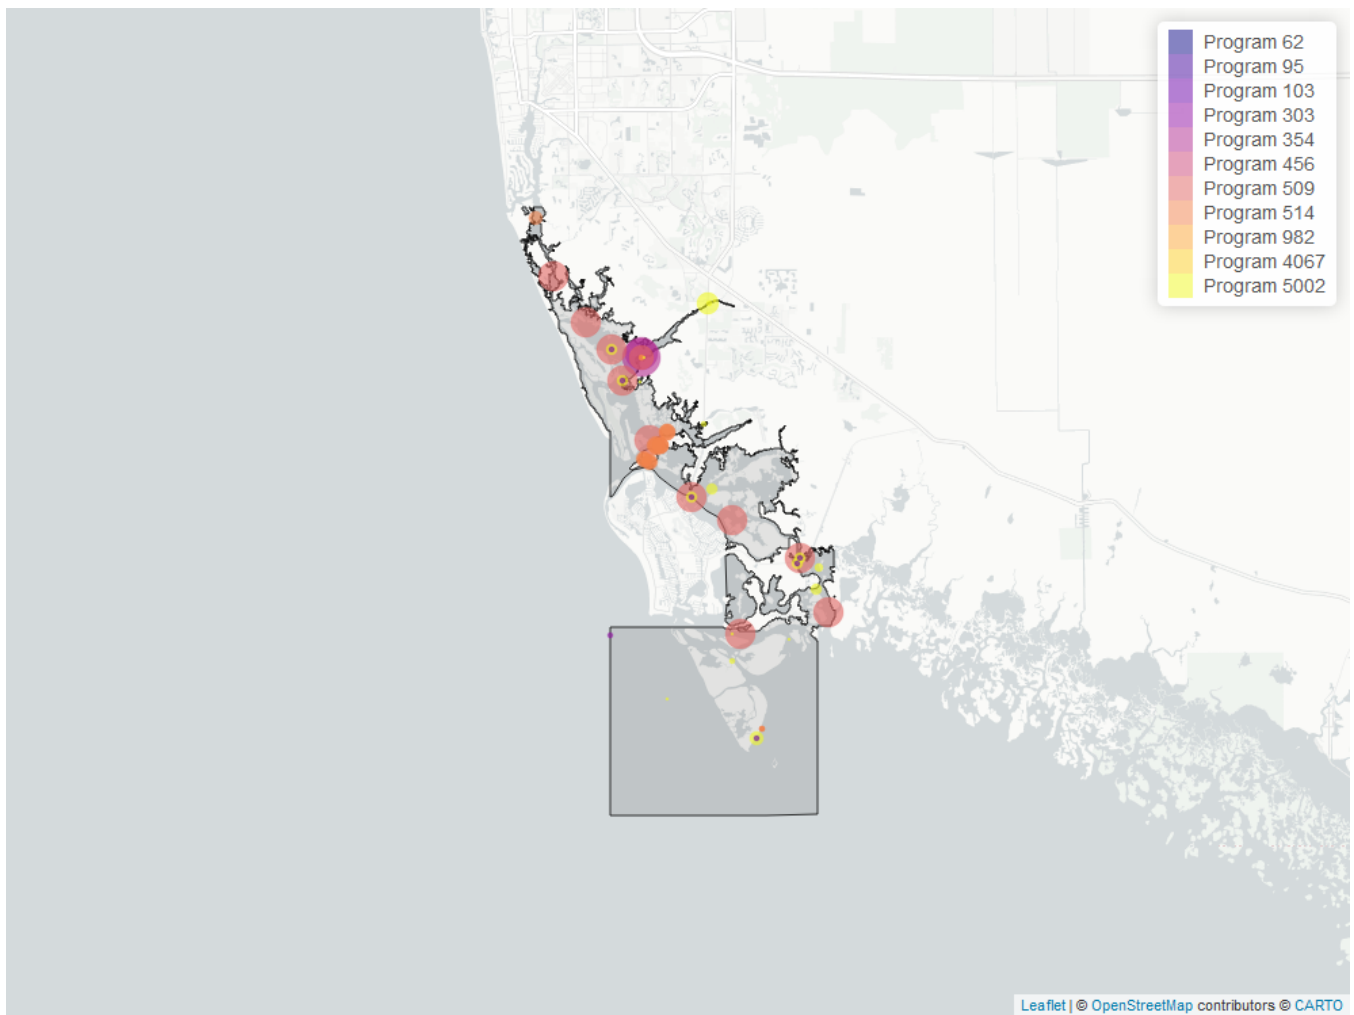 Program 62
Program 95
Program 103
Program 303
Program 354
Program 456
Program 509
Program 514
Program 982
Program 4067
Program 5002
Leaflet | © OpenStreetMap contributors © CARTO